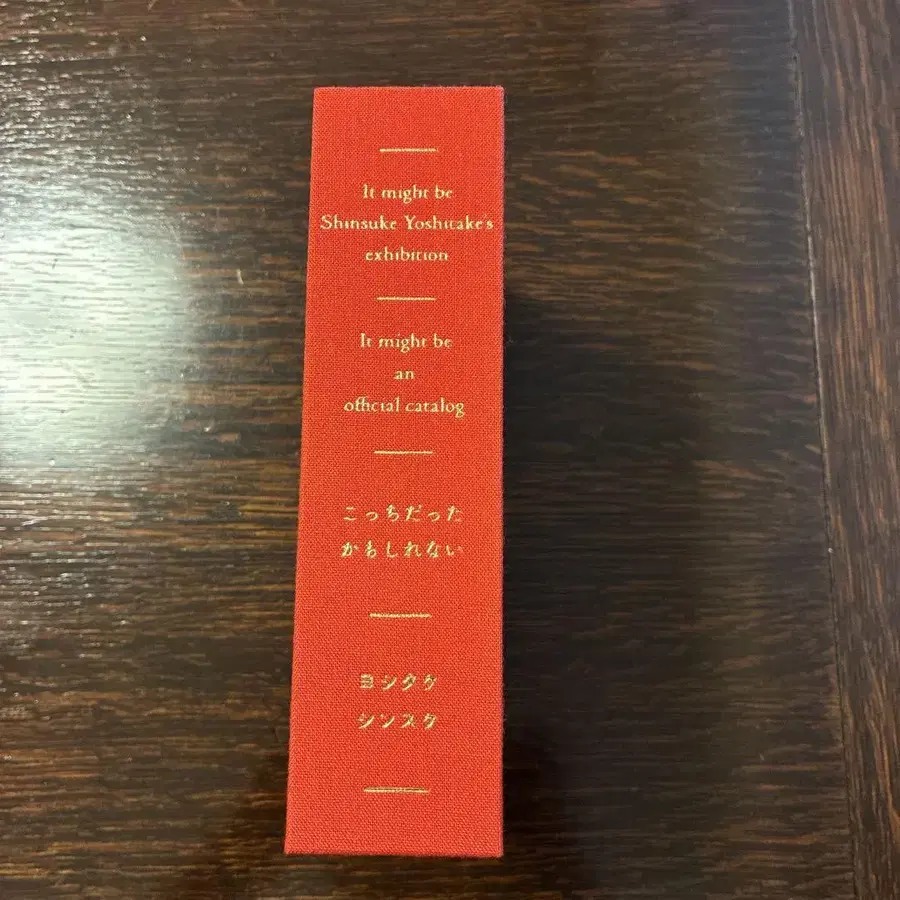 It might be
Shinsuke Yoshitake's
exhibition
It might be
an
official catalog
こっちだった
かもしれない
ヨシタケ
シンスケ